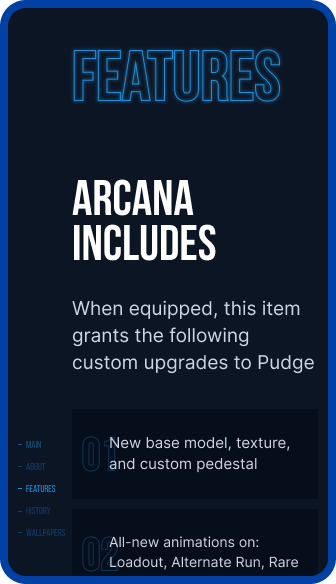 FEATURES
ARCANA
INCLUDES
When equipped, this item
grants the following
custom upgrades to Pudge
01
New base model, texture,
and custom pedestal
MAIN
ABOUT
FEATURES
HISTORY
WALLPAPERS
02
All-new animations on:
Loadout, Alternate Run, Rare